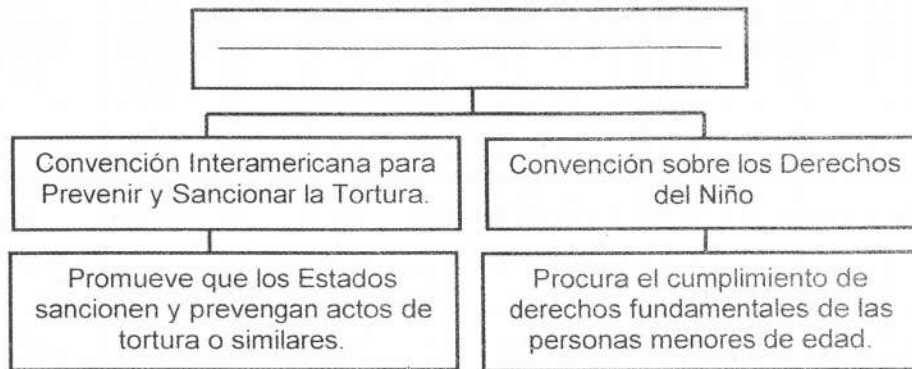 Convención Interamericana para
Prevenir y Sancionar la Tortura.
Convención sobre los Derechos
del Niño
Promueve que los Estados
sancionen y prevengan actos de
tortura o similares.
Procura el cumplimiento de
derechos fundamentales de las
personas menores de edad.